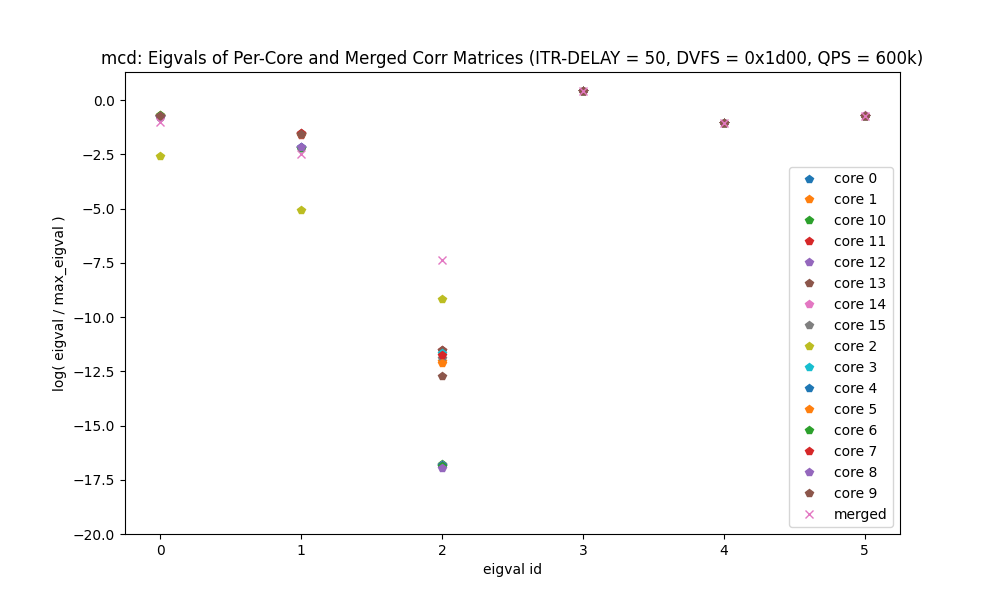 mcd: Eigvals of Per-Core and Merged Corr Matrices (ITR-DELAY = 50, DVFS = 0x1d00, QPS = 600k)
log( eigval / max_eigval )
0.0
−2.5
−5.0
−7.5
−10.0
−12.5
−15.0
−17.5
−20.0
core 0
core 1
core 10
core 11
core 12
core 13
core 14
core 15
core 2
core 3
core 4
core 5
core 6
core 7
core 8
core 9
merged
0 1 2 3 4 5
eigval id